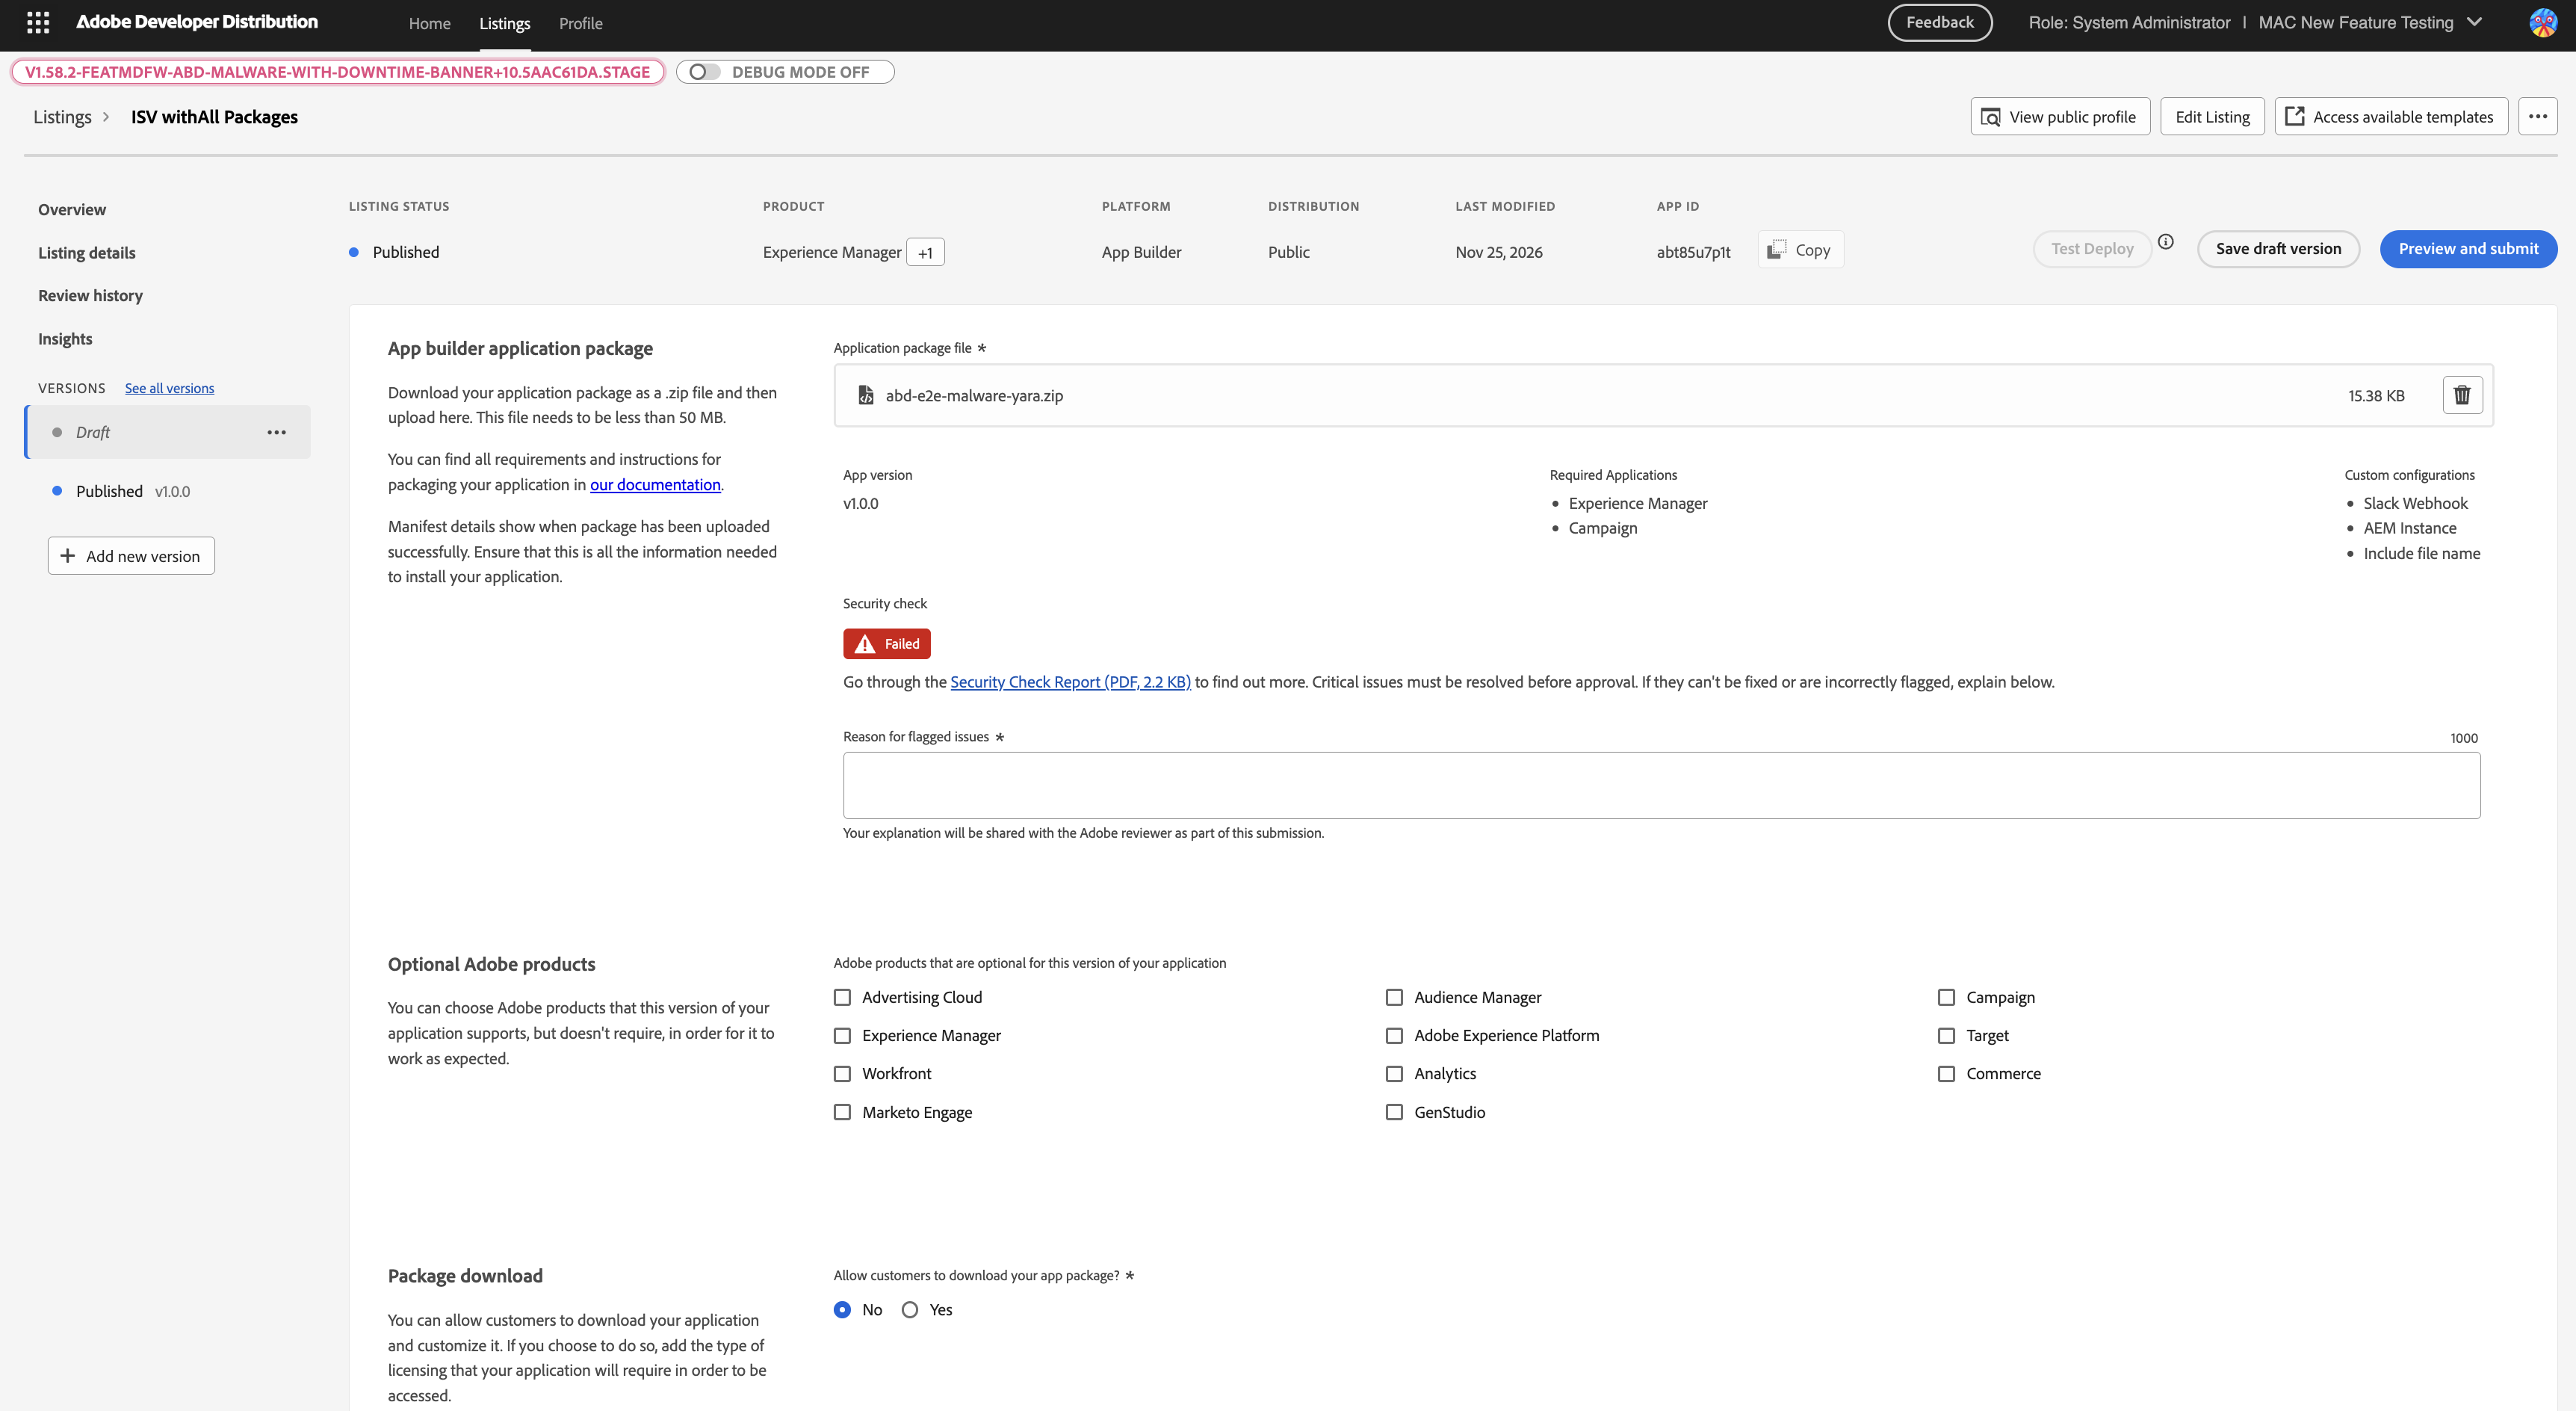 Adobe Developer Distribution
Home
Listings
Profile
Feedback
Role: System Administrator | MAC New Feature Testing
V1.58.2-FEATMDFW-ABD-MALWARE-WITH-DOWNTIME-BANNER+10.5AAC61DA.STAGE
DEBUG MODE OFF
Listings > ISV withAll Packages
View public profile
Edit Listing
Access available templates
Overview
Listing details
Review history
Insights
VERSIONS See all versions
Draft
Published v1.0.0
+ Add new version
LISTING STATUS
Published
PRODUCT
Experience Manager +1
PLATFORM
App Builder
DISTRIBUTION
Public
LAST MODIFIED
Nov 25, 2026
APP ID
abt85u7p1t
Copy
Test Deploy
Save draft version
Preview and submit
App builder application package
Download your application package as a .zip file and then
upload here. This file needs to be less than 50 MB.
You can find all requirements and instructions for
packaging your application in our documentation.
Manifest details show when package has been uploaded
successfully. Ensure that this is all the information needed
to install your application.
Application package file *
abd-e2e-malware-yara.zip
15.38 KB
App version
v1.0.0
Required Applications
• Experience Manager
• Campaign
Custom configurations
• Slack Webhook
• AEM Instance
• Include file name
Security check
Failed
Go through the Security Check Report (PDF, 2.2 KB) to find out more. Critical issues must be resolved before approval. If they can't be fixed or are incorrectly flagged, explain below.
Reason for flagged issues *
1000
Your explanation will be shared with the Adobe reviewer as part of this submission.
Optional Adobe products
You can choose Adobe products that this version of your
application supports, but doesn't require, in order for it to
work as expected.
Adobe products that are optional for this version of your application
Advertising Cloud
Audience Manager
Campaign
Experience Manager
Adobe Experience Platform
Target
Workfront
Analytics
Commerce
Marketo Engage
GenStudio
Package download
You can allow customers to download your application
and customize it. If you choose to do so, add the type of
licensing that your application will require in order to be
accessed.
Allow customers to download your app package? *
No
Yes